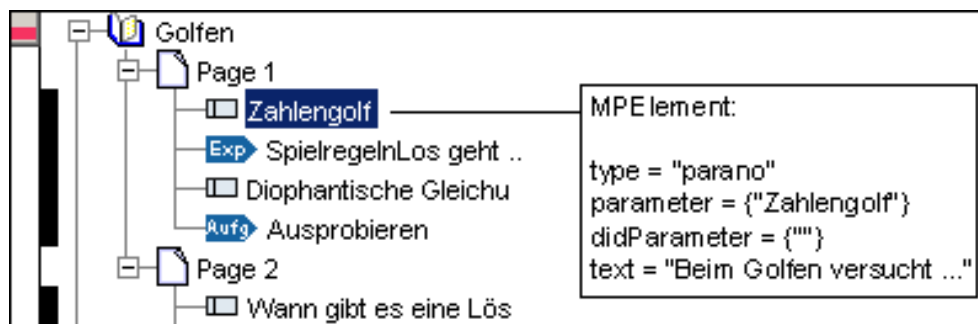 Golfen
Page 1
Zahlengolf
Exp SpielregelnLos geht ..
Diophantische Gleichu
Aufg Ausprobieren
Page 2
Wann gibt es eine Lös
MPElement:
type = "parano"
parameter = {"Zahlengolf"}
didParameter = {""}
text = "Beim Golfen versucht ..."